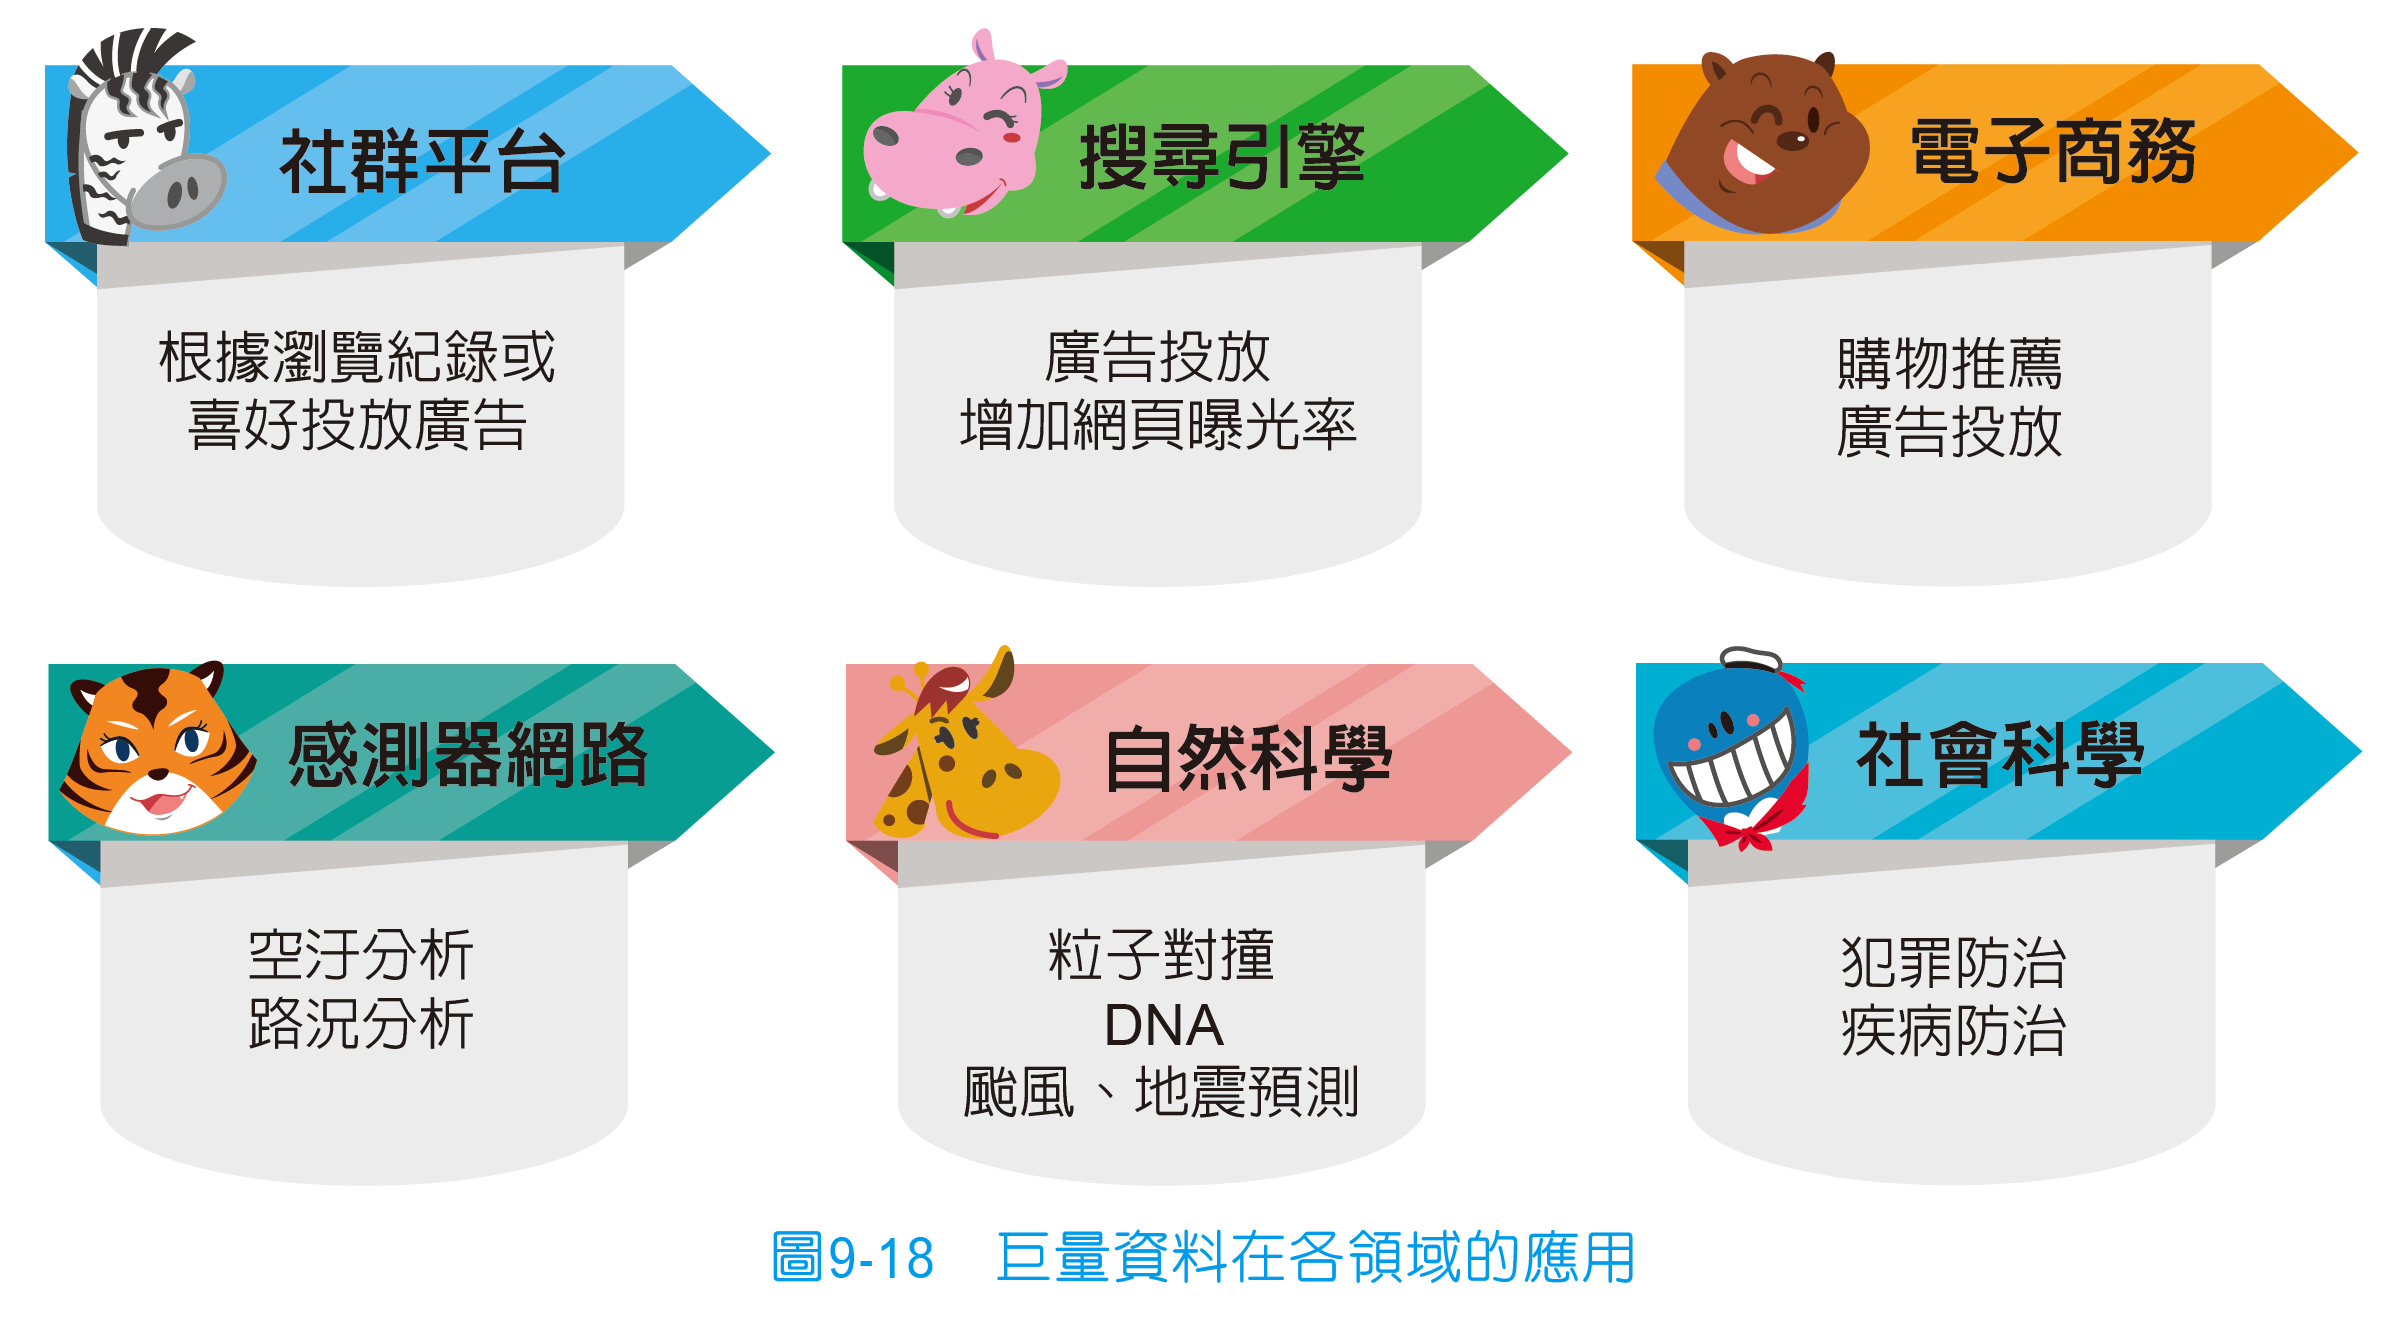 社群平台
根據瀏覽紀錄或
喜好投放廣告
搜尋引擎
廣告投放
增加網頁曝光率
電子商務
購物推薦
廣告投放
感測器網路
空汙分析
路況分析
自然科學
粒子對撞
DNA
颱風、地震預測
社會科學
犯罪防治
疾病防治
圖9-18　巨量資料在各領域的應用